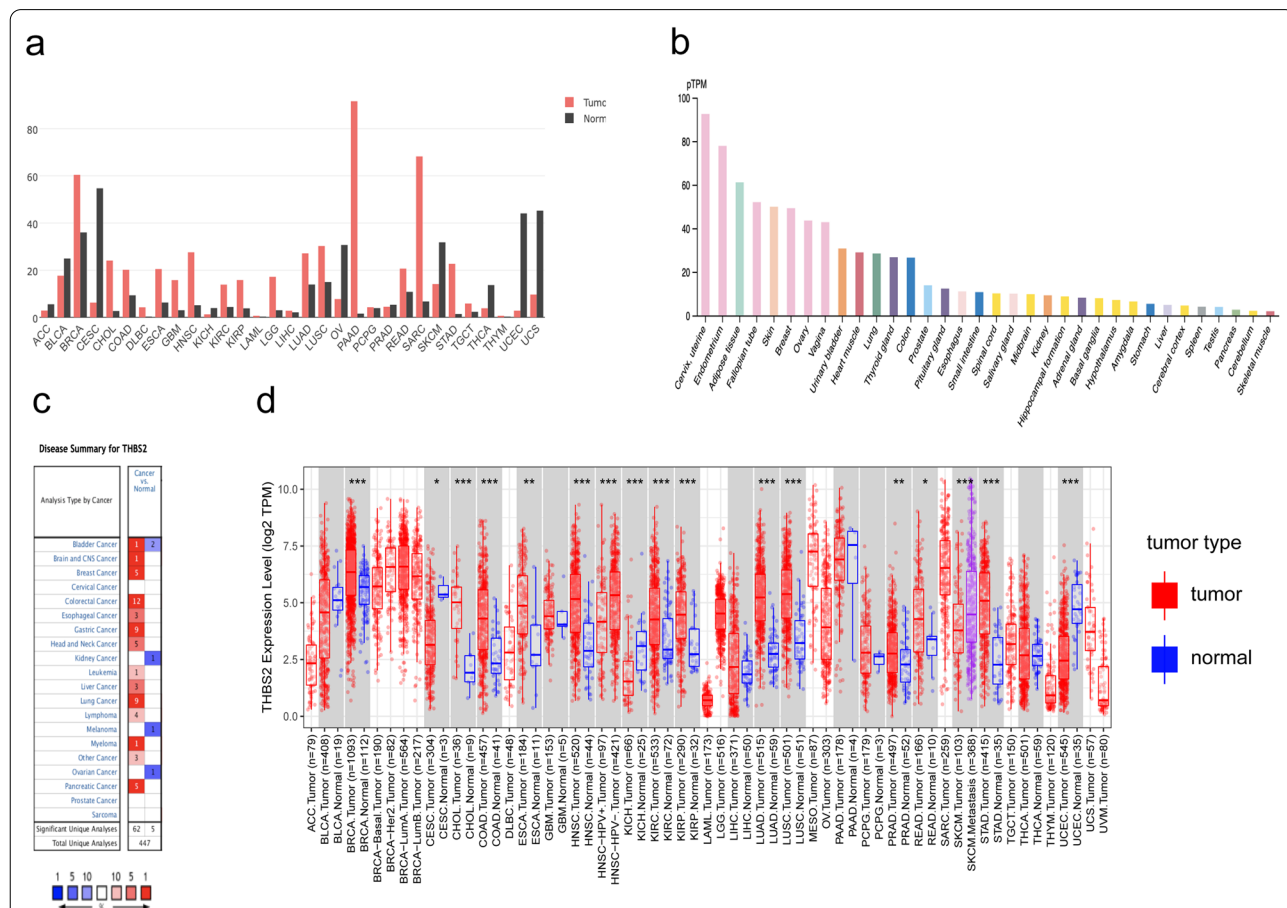 a
Tumc
Norn
80
60
40
20
0
ACC
BLCA
BRCA
CESC
CHOL
COAD
DLBC
ESCA
GBM
HNSC
KICH
KIRC
KIRP
LAML
LGG
LIHC
LUAD
LUSC
OV
PAAD
PCPG
PRAD
READ
SARC
SKCM
STAD
TGCT
THCA
THYM
UCEC
UCS
b
pTPM
100
80
60
40
20
0
Cervix, uterine
Endometrium
Adipose tissue
Fallopian tube
Skin
Breast
Ovary
Vagina
Urinary bladder
Heart muscle
Lung
Thyroid gland
Colon
Prostate
Pituitary gland
Esophagus
Small intestine
Spinal cord
Salivary gland
Midbrain
Kidney
Hippocampal formation
Adrenal gland
Basal ganglia
Hypothalamus
Amygdala
Stomach
Liver
Cerebral cortex
Spleen
Testis
Pancreas
Cerebellum
Skeletal muscle
c
Disease Summary for THBS2
Analysis Type by Cancer
Cancer
vs.
Normal
Bladder Cancer 1 2
Brain and CNS Cancer 1
Breast Cancer 5
Cervical Cancer
Colorectal Cancer 12
Esophageal Cancer 3
Gastric Cancer 9
Head and Neck Cancer 5
Kidney Cancer 1
Leukemia 1
Liver Cancer 3
Lung Cancer 9
Lymphoma 4
Melanoma 1
Myeloma 1
Other Cancer 3
Ovarian Cancer 1
Pancreatic Cancer 5
Prostate Cancer
Sarcoma
Significant Unique Analyses 62 5
Total Unique Analyses 447
1 5 10 10 5 1
%
d
THBS2 Expression Level (log2 TPM)
10.0
7.5
5.0
2.5
0.0
*** * *** *** ** *** *** *** *** *** *** *** ** * *** *** ***
ACC.Tumor (n=79)
BLCA.Tumor (n=408)
BLCA.Normal (n=19)
BRCA.Tumor (n=1093)
BRCA.Normal (n=112)
BRCA-Basal.Tumor (n=190)
BRCA-Her2.Tumor (n=82)
BRCA-LumA.Tumor (n=564)
BRCA-LumB.Tumor (n=217)
CESC.Tumor (n=304)
CESC.Normal (n=3)
CHOL.Tumor (n=36)
CHOL.Normal (n=9)
COAD.Tumor (n=457)
COAD.Normal (n=41)
DLBC.Tumor (n=48)
ESCA.Tumor (n=184)
ESCA.Normal (n=11)
GBM.Tumor (n=153)
GBM.Normal (n=5)
HNSC.Tumor (n=520)
HNSC.Normal (n=44)
HNSC-HPV+.Tumor (n=97)
HNSC-HPV-.Tumor (n=421)
KICH.Tumor (n=66)
KICH.Normal (n=25)
KIRC.Tumor (n=533)
KIRC.Normal (n=72)
KIRP.Tumor (n=290)
KIRP.Normal (n=32)
LAML.Tumor (n=173)
LGG.Tumor (n=516)
LIHC.Tumor (n=371)
LIHC.Normal (n=50)
LUAD.Tumor (n=515)
LUAD.Normal (n=59)
LUSC.Tumor (n=501)
LUSC.Normal (n=51)
MESO.Tumor (n=87)
OV.Tumor (n=303)
PAAD.Tumor (n=178)
PAAD.Normal (n=4)
PCPG.Tumor (n=179)
PCPG.Normal (n=3)
PRAD.Tumor (n=497)
PRAD.Normal (n=52)
READ.Tumor (n=166)
READ.Normal (n=10)
SARC.Tumor (n=259)
SKCM.Tumor (n=103)
SKCM.Metastasis (n=368)
STAD.Tumor (n=415)
STAD.Normal (n=35)
TGCT.Tumor (n=150)
THCA.Tumor (n=501)
THCA.Normal (n=59)
THYM.Tumor (n=120)
UCEC.Tumor (n=545)
UCEC.Normal (n=35)
UCS.Tumor (n=57)
UVM.Tumor (n=80)
tumor type
tumor
normal